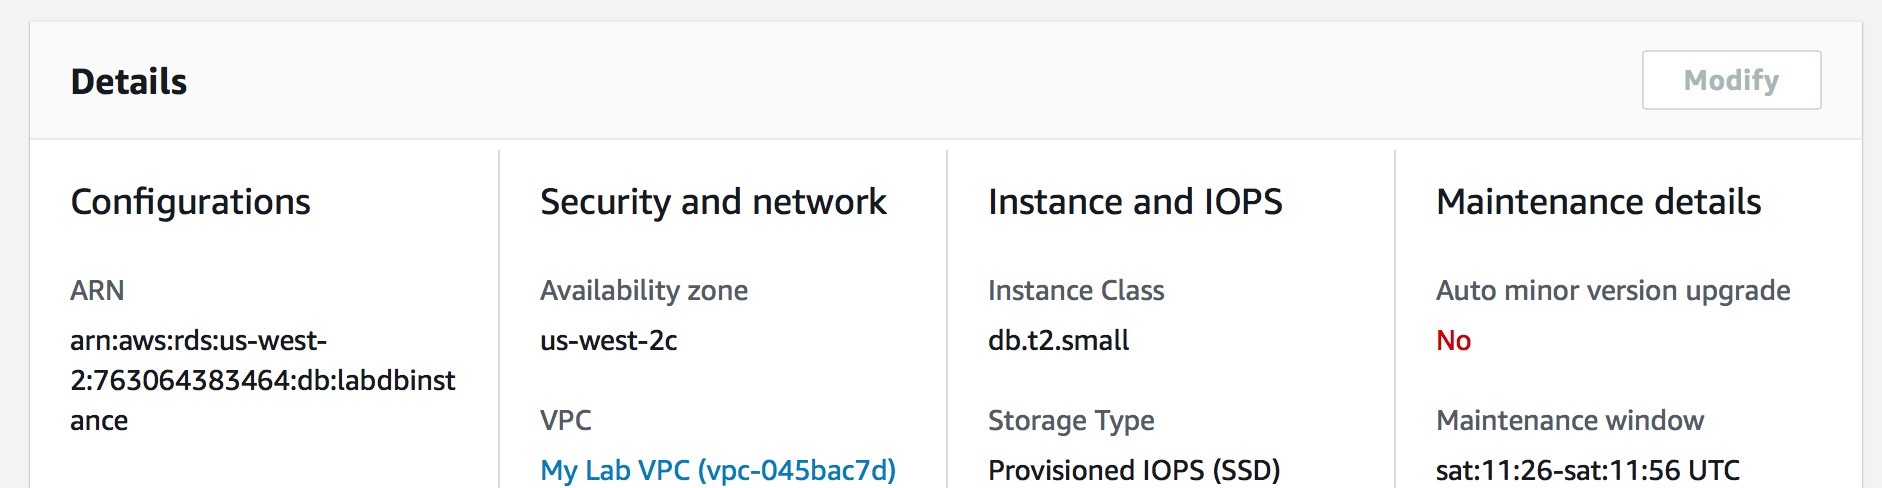 Details
Modify
Configurations
ARN
arn:aws:rds:us-west-
2:763064383464:db:labdbinst
ance
Security and network
Availability zone
us-west-2c
VPC
My Lab VPC (vpc-045bac7d)
Instance and IOPS
Instance Class
db.t2.small
Storage Type
Provisioned IOPS (SSD)
Maintenance details
Auto minor version upgrade
No
Maintenance window
sat:11:26-sat:11:56 UTC